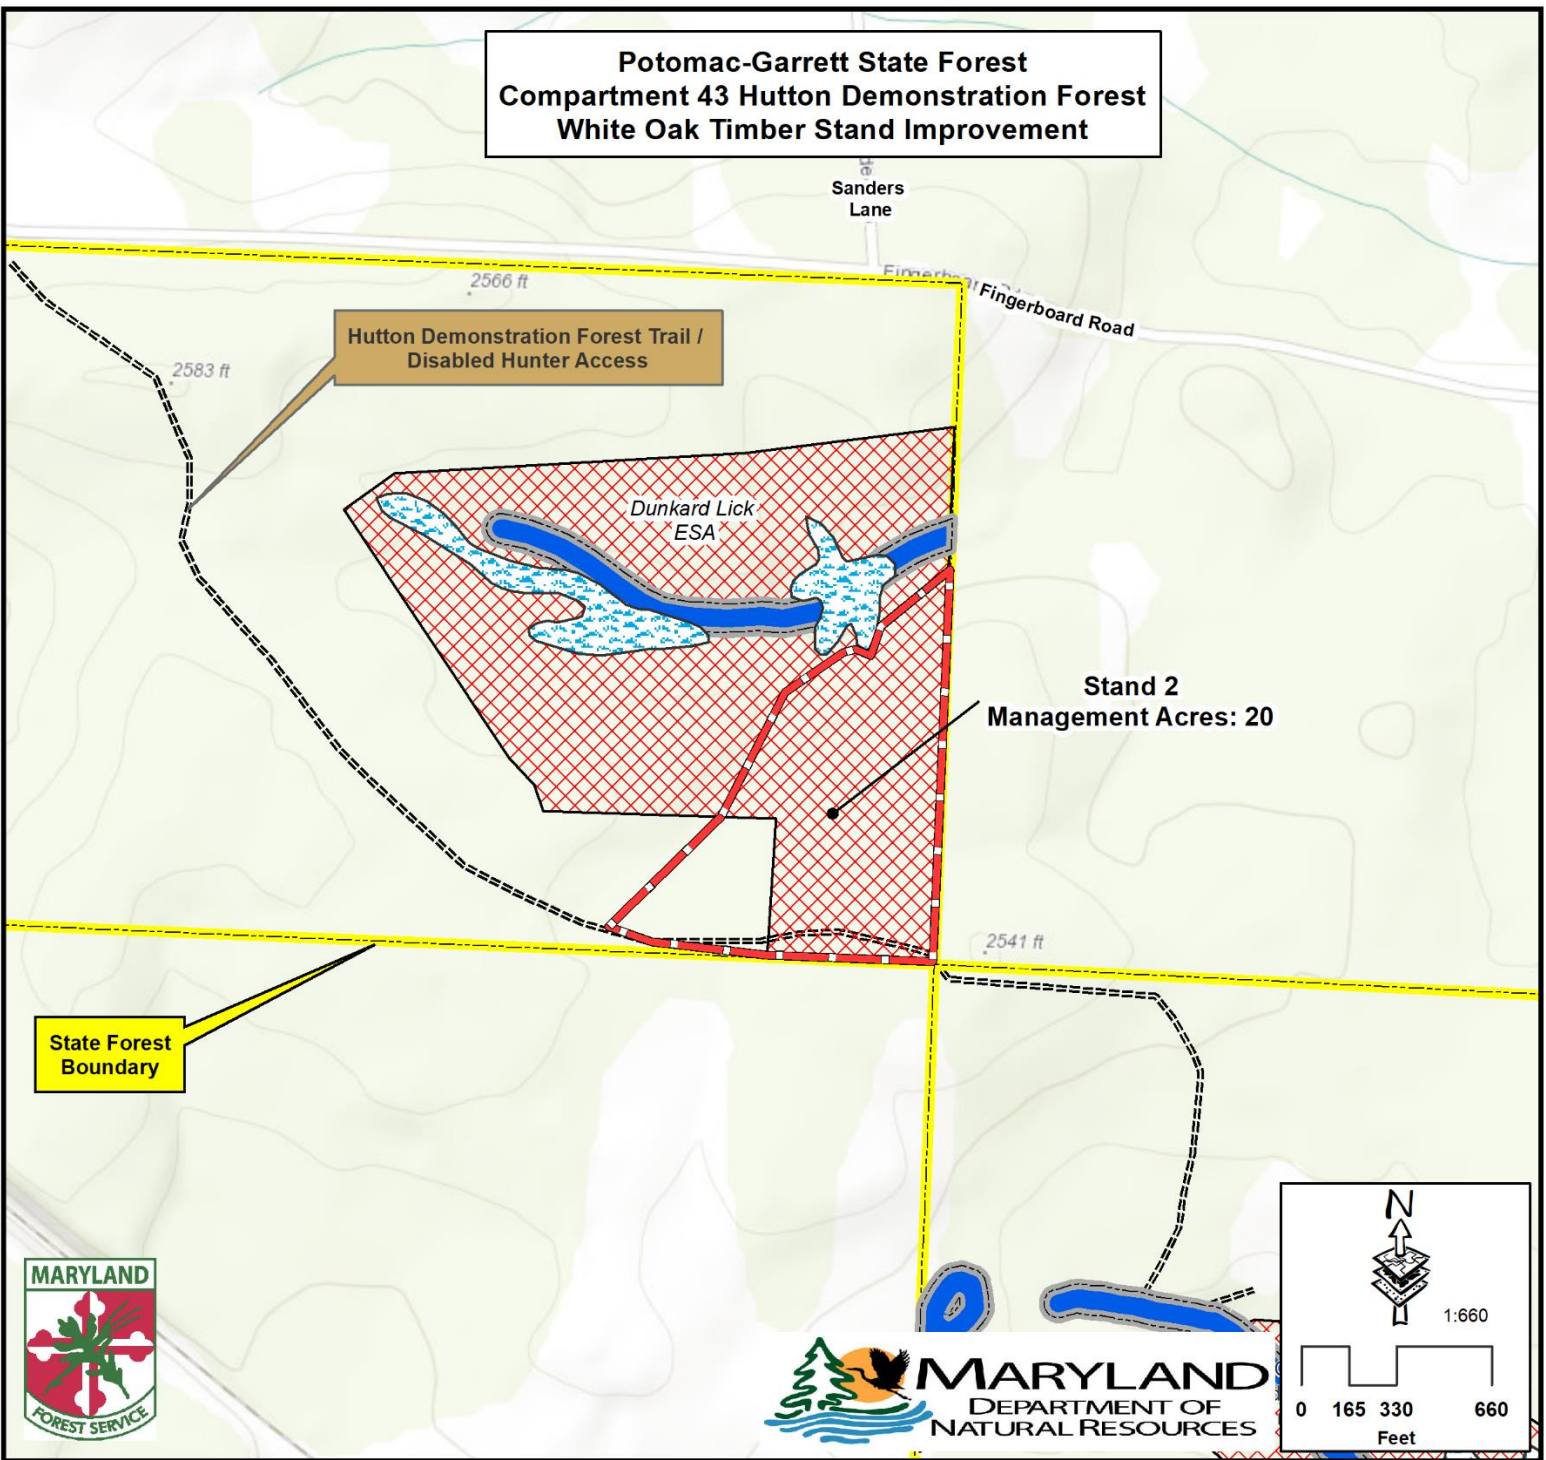 Potomac-Garrett State Forest
Compartment 43 Hutton Demonstration Forest
White Oak Timber Stand Improvement
Sanders
Lane
Fingerboard Road
2566 ft
Hutton Demonstration Forest Trail /
Disabled Hunter Access
2583 ft
Dunkard Lick
ESA
Stand 2
Management Acres: 20
2541 ft
State Forest
Boundary
N
1:660
0 165 330 660
Feet
MARYLAND
FOREST SERVICE
MARYLAND
DEPARTMENT OF
NATURAL RESOURCES